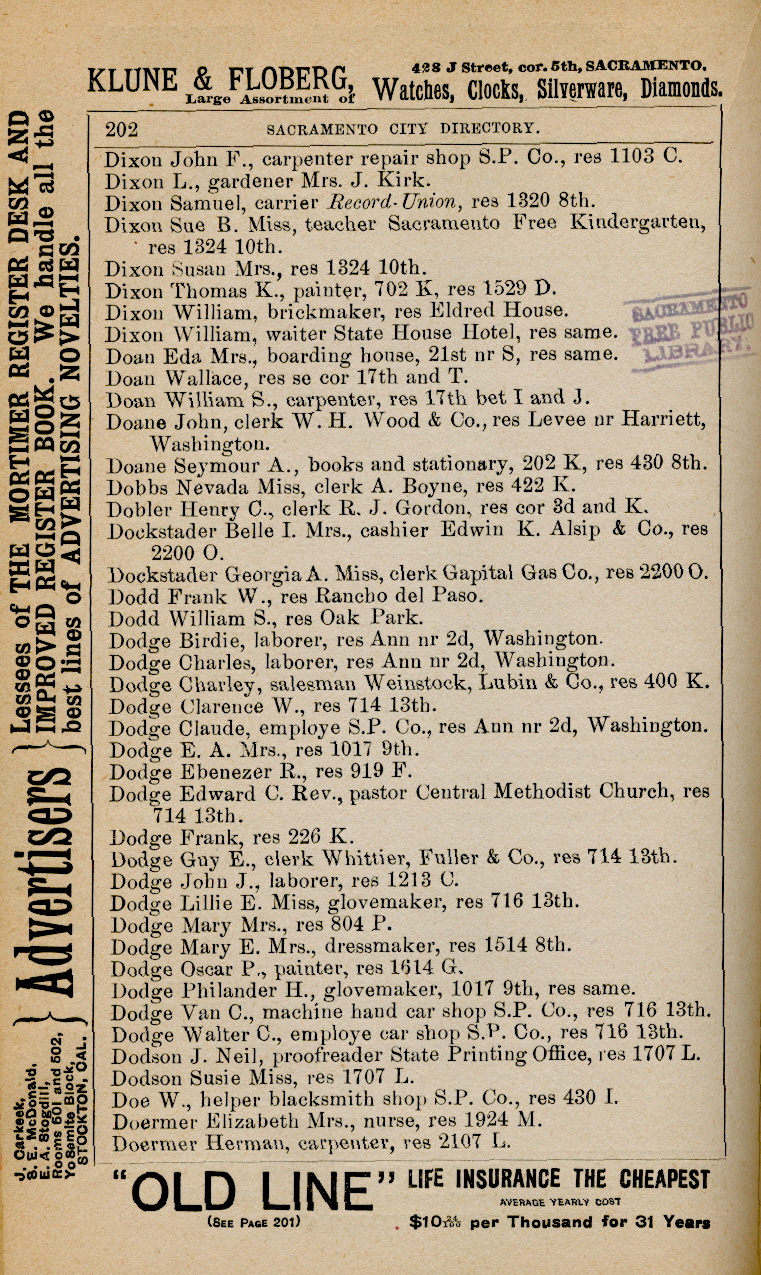 KLUNE & FLOBERG, 428 J Street, cor. 5th, SACRAMENTO.
Large Assortment of Watches, Clocks, Silverware, Diamonds.
202 SACRAMENTO CITY DIRECTORY.
Dixon John F., carpenter repair shop S.P. Co., res 1103 C.
Dixon L., gardener Mrs. J. Kirk.
Dixon Samuel, carrier Record-Union, res 1320 8th.
Dixon Sue B. Miss, teacher Sacramento Free Kindergarten,
res 1324 10th.
Dixon Susan Mrs., res 1324 10th.
Dixon Thomas K., painter, 702 K, res 1529 D.
Dixon William, brickmaker, res Eldred House.
Dixon William, waiter State House Hotel, res same.
Doan Eda Mrs., boarding house, 21st nr S, res same.
Doan Wallace, res se cor 17th and T.
Doan William S., carpenter, res 17th bet I and J.
Doane John, clerk W. H. Wood & Co., res Levee nr Harriett,
Washington.
Doane Seymour A., books and stationary, 202 K, res 430 8th.
Dobbs Nevada Miss, clerk A. Boyne, res 422 K.
Dobler Henry C., clerk R. J. Gordon, res cor 3d and K.
Dockstader Belle I. Mrs., cashier Edwin K. Alsip & Co., res
2200 O.
Dockstader Georgia A. Miss, clerk Gapital Gas Co., res 2200 O.
Dodd Frank W., res Rancho del Paso.
Dodd William S., res Oak Park.
Dodge Birdie, laborer, res Ann nr 2d, Washington.
Dodge Charles, laborer, res Ann nr 2d, Washington.
Dodge Charley, salesman Weinstock, Lubin & Co., res 400 K.
Dodge Clarence W., res 714 13th.
Dodge Claude, employe S.P. Co., res Ann nr 2d, Washington.
Dodge E. A. Mrs., res 1017 9th.
Dodge Ebenezer R., res 919 F.
Dodge Edward C. Rev., pastor Central Methodist Church, res
714 13th.
Dodge Frank, res 226 K.
Dodge Guy E., clerk Whittier, Fuller & Co., res 714 13th.
Dodge John J., laborer, res 1213 C.
Dodge Lillie E. Miss, glovemaker, res 716 13th.
Dodge Mary Mrs., res 804 P.
Dodge Mary E. Mrs., dressmaker, res 1514 8th.
Dodge Oscar P., painter, res 1614 G.
Dodge Philander H., glovemaker, 1017 9th, res same.
Dodge Van C., machine hand car shop S.P. Co., res 716 13th.
Dodge Walter C., employe car shop S.P. Co., res 716 13th.
Dodson J. Neil, proofreader State Printing Office, res 1707 L.
Dodson Susie Miss, res 1707 L.
Doe W., helper blacksmith shop S.P. Co., res 430 I.
Doermer Elizabeth Mrs., nurse, res 1924 M.
Doermer Herman, carpenter, res 2107 L.
SACRAMENTO
FREE PUBLIC
LIBRARY.
"OLD LINE" LIFE INSURANCE THE CHEAPEST
AVERAGE YEARLY COST
(SEE PAGE 201) $10 24/100 per Thousand for 31 Years
J. Carkeek,
S. E. McDonald,
E. A. Stogdill,
Rooms 501 and 502,
YoSemite Block,
STOCKTON, CAL.
Advertisers
Lessees of THE MORTIMER REGISTER DESK AND
IMPROVED REGISTER BOOK. We handle all the
best lines of ADVERTISING NOVELTIES.